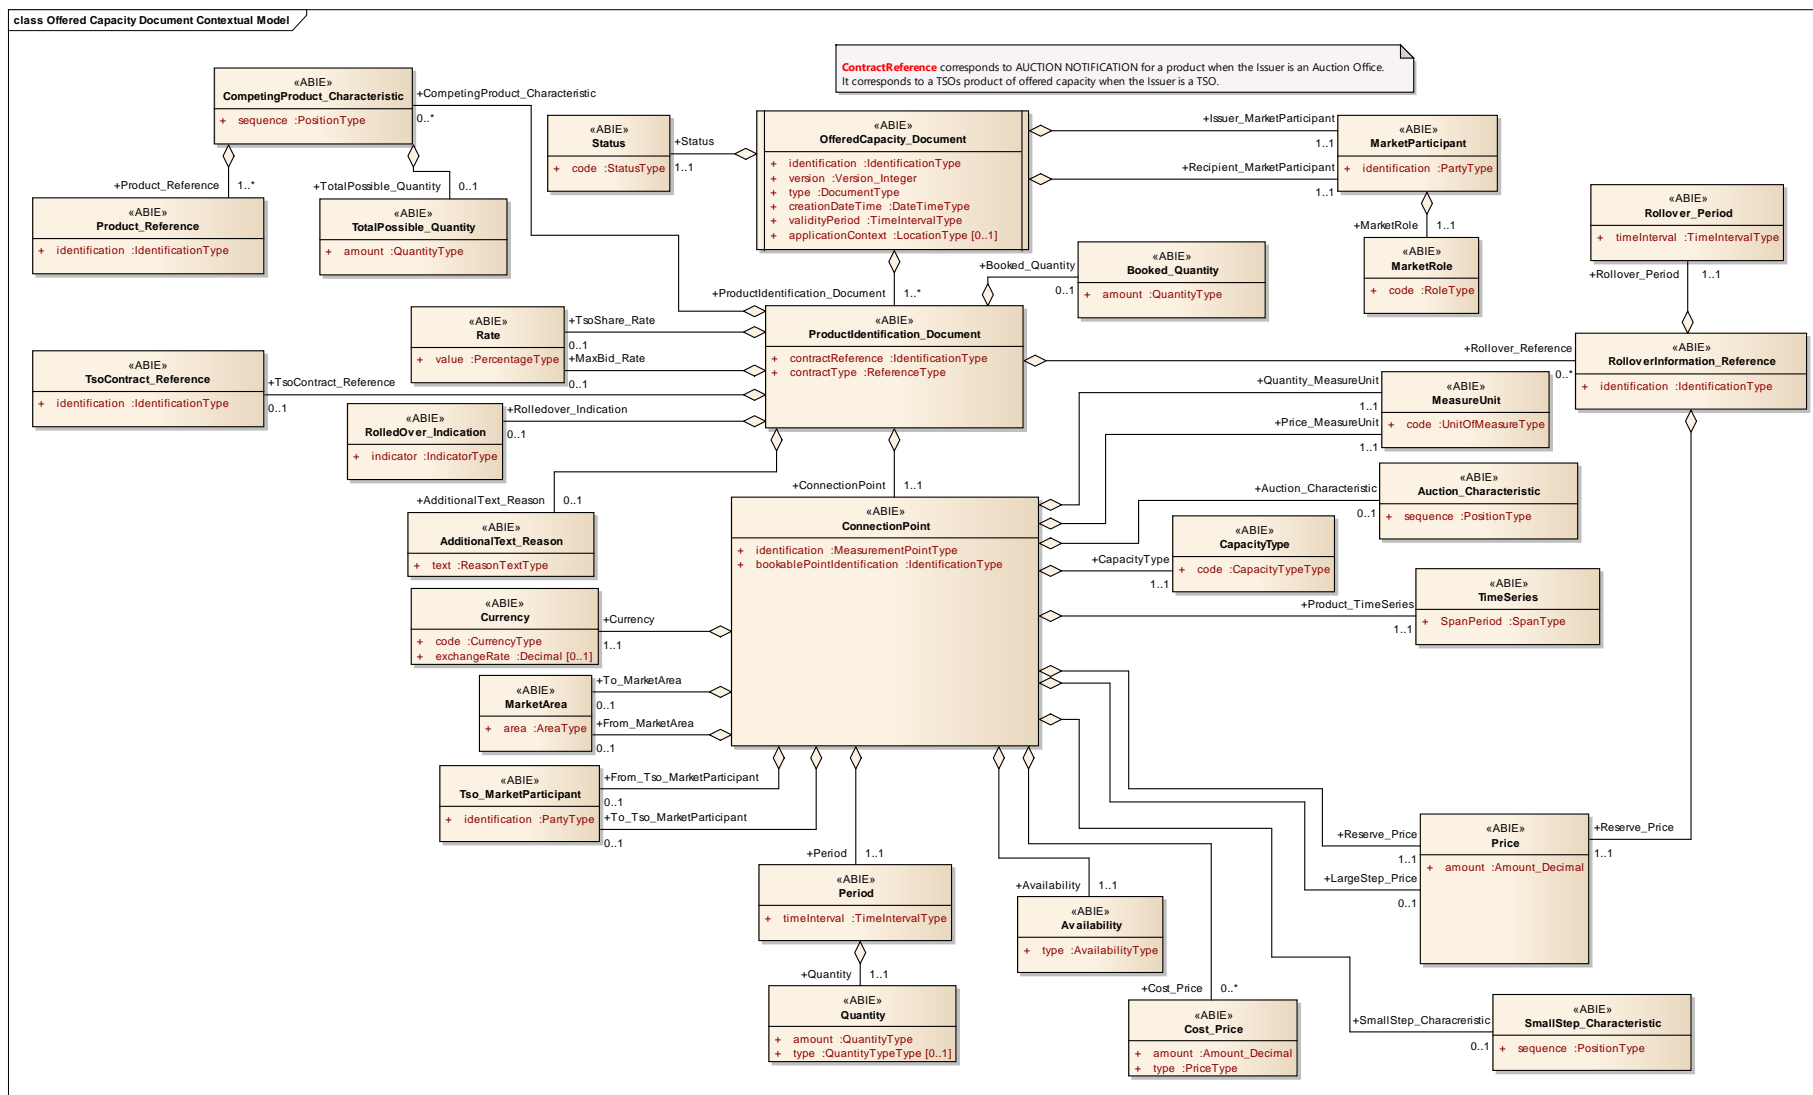 class Offered Capacity Document Contextual Model
ContractReference corresponds to AUCTION NOTIFICATION for a product when the Issuer is an Auction Office.
It corresponds to a TSOs product of offered capacity when the Issuer is a TSO.
«ABIE»
CompetingProduct_Characteristic
+ sequence :PositionType
+CompetingProduct_Characteristic
0..*
+Product_Reference
1..*
+TotalPossible_Quantity
0..1
«ABIE»
Product_Reference
+ identification :IdentificationType
«ABIE»
TotalPossible_Quantity
+ amount :QuantityType
«ABIE»
Status
+ code :StatusType
+Status
1..1
«ABIE»
OfferedCapacity_Document
+ identification :IdentificationType
+ version :Version_Integer
+ type :DocumentType
+ creationDateTime :DateTimeType
+ validityPeriod :TimeIntervalType
+ applicationContext :LocationType [0..1]
+Issuer_MarketParticipant
1..1
+Recipient_MarketParticipant
1..1
«ABIE»
MarketParticipant
+ identification :PartyType
+MarketRole
1..1
«ABIE»
MarketRole
+ code :RoleType
«ABIE»
Rollover_Period
+ timeInterval :TimeIntervalType
+Rollover_Period
1..1
+Booked_Quantity
0..1
«ABIE»
Booked_Quantity
+ amount :QuantityType
+ProductIdentification_Document
1..*
«ABIE»
ProductIdentification_Document
+ contractReference :IdentificationType
+ contractType :ReferenceType
«ABIE»
Rate
+ value :PercentageType
+TsoShare_Rate
0..1
+MaxBid_Rate
0..1
«ABIE»
TsoContract_Reference
+ identification :IdentificationType
+TsoContract_Reference
0..1
«ABIE»
RolledOver_Indication
+ indicator :IndicatorType
+Rolledover_Indication
0..1
+Rollover_Reference
0..*
«ABIE»
RolloverInformation_Reference
+ identification :IdentificationType
+AdditionalText_Reason
0..1
«ABIE»
AdditionalText_Reason
+ text :ReasonTextType
+ConnectionPoint
1..1
«ABIE»
ConnectionPoint
+ identification :MeasurementPointType
+ bookablePointIdentification :IdentificationType
+Quantity_MeasureUnit
1..1
+Price_MeasureUnit
1..1
«ABIE»
MeasureUnit
+ code :UnitOfMeasureType
+Auction_Characteristic
0..1
«ABIE»
Auction_Characteristic
+ sequence :PositionType
+CapacityType
1..1
«ABIE»
CapacityType
+ code :CapacityTypeType
+Product_TimeSeries
1..1
«ABIE»
TimeSeries
+ SpanPeriod :SpanType
«ABIE»
Currency
+ code :CurrencyType
+ exchangeRate :Decimal [0..1]
+Currency
1..1
«ABIE»
MarketArea
+ area :AreaType
+To_MarketArea
0..1
+From_MarketArea
0..1
«ABIE»
Tso_MarketParticipant
+ identification :PartyType
+From_Tso_MarketParticipant
0..1
+To_Tso_MarketParticipant
0..1
+Period
1..1
«ABIE»
Period
+ timeInterval :TimeIntervalType
+Quantity
1..1
«ABIE»
Quantity
+ amount :QuantityType
+ type :QuantityTypeType [0..1]
+Availability
1..1
«ABIE»
Availability
+ type :AvailabilityType
+Cost_Price
0..*
«ABIE»
Cost_Price
+ amount :Amount_Decimal
+ type :PriceType
+Reserve_Price
1..1
+LargeStep_Price
0..1
«ABIE»
Price
+ amount :Amount_Decimal
+Reserve_Price
1..1
+SmallStep_Characreristic
0..1
«ABIE»
SmallStep_Characteristic
+ sequence :PositionType